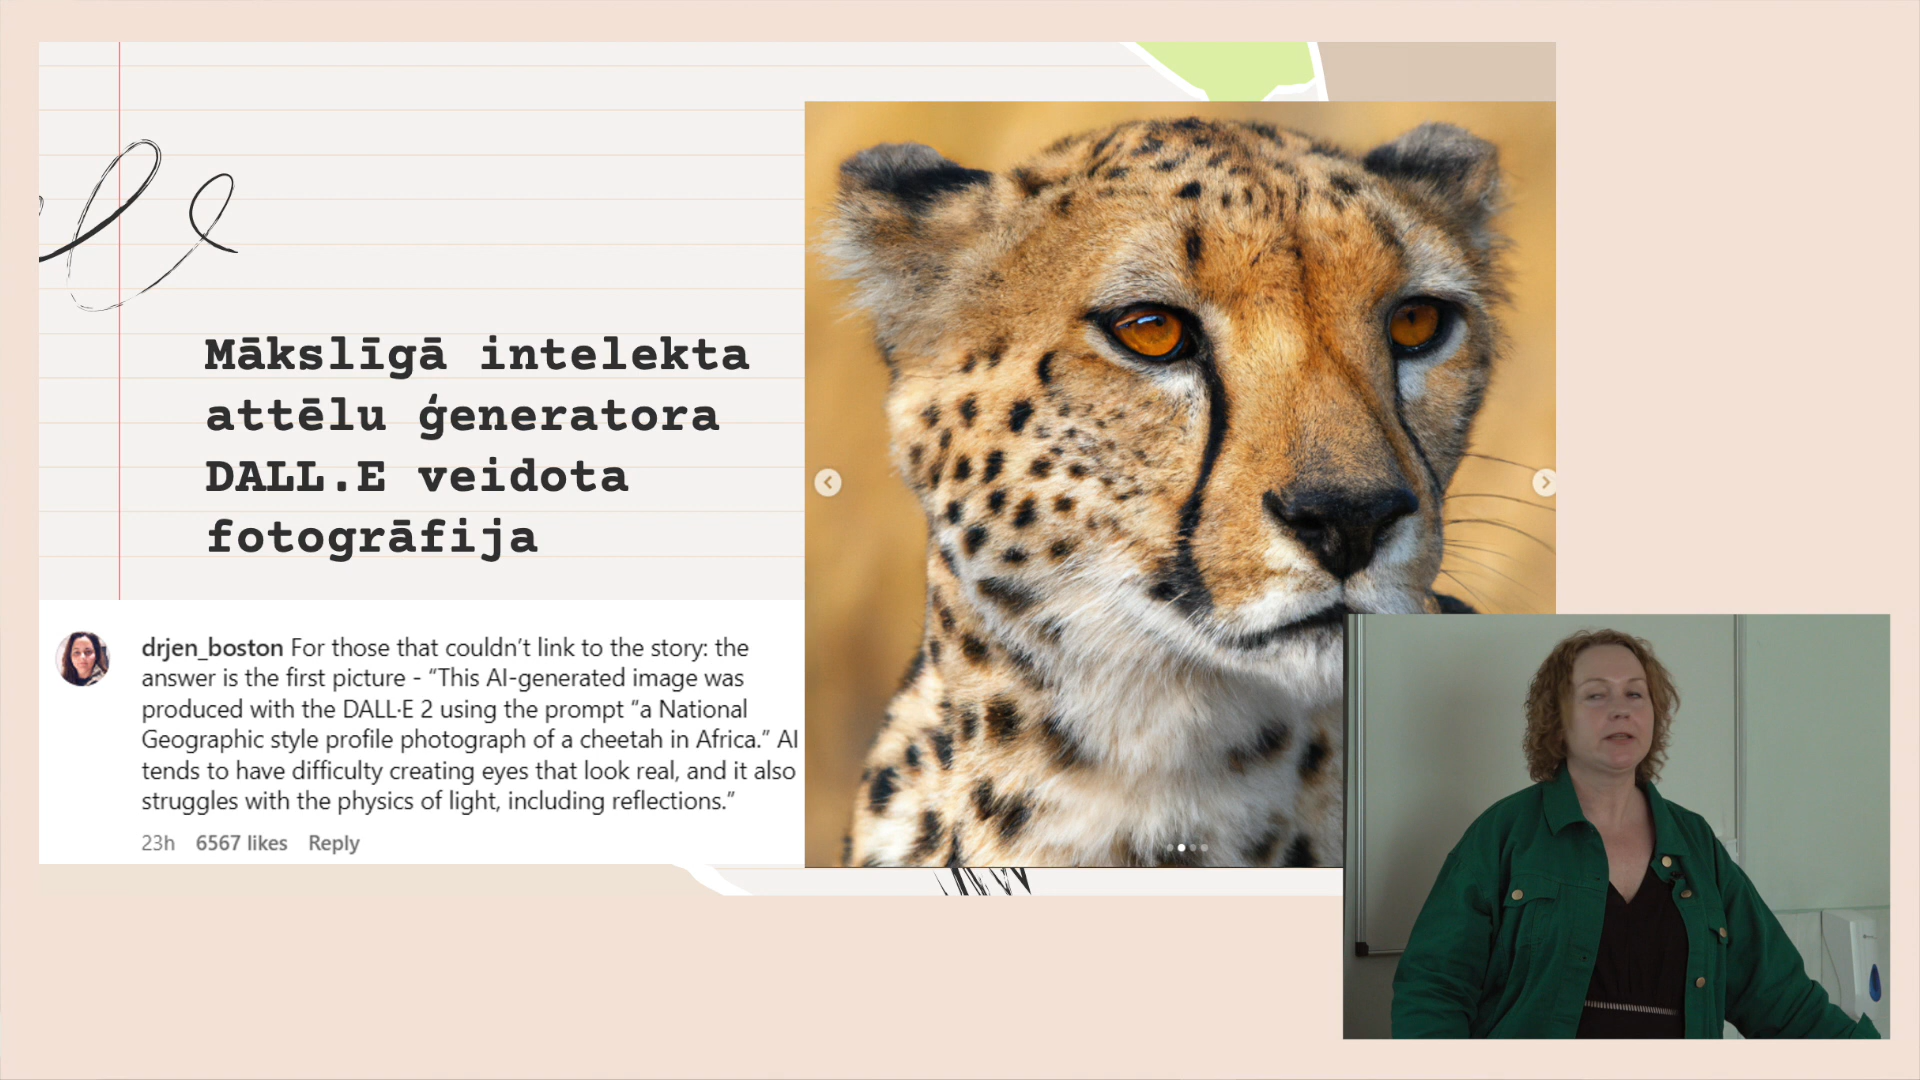 Mākslīgā intelekta
attēlu ģeneratora
DALL.E veidota
fotogrāfija
drjen_boston For those that couldn’t link to the story: the
answer is the first picture - “This AI-generated image was
produced with the DALL·E 2 using the prompt “a National
Geographic style profile photograph of a cheetah in Africa.” AI
tends to have difficulty creating eyes that look real, and it also
struggles with the physics of light, including reflections.”
23h 6567 likes Reply